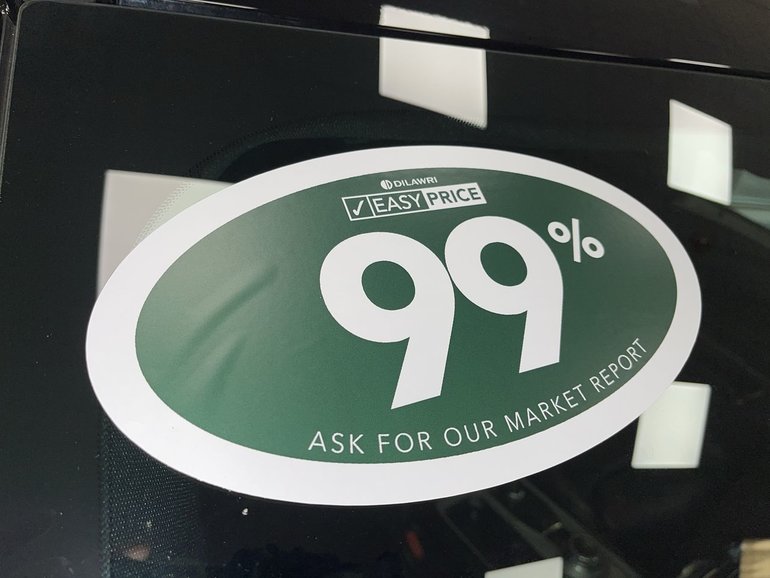 DILAWRI
✓ EASY PRICE
99%
ASK FOR OUR MARKET REPORT